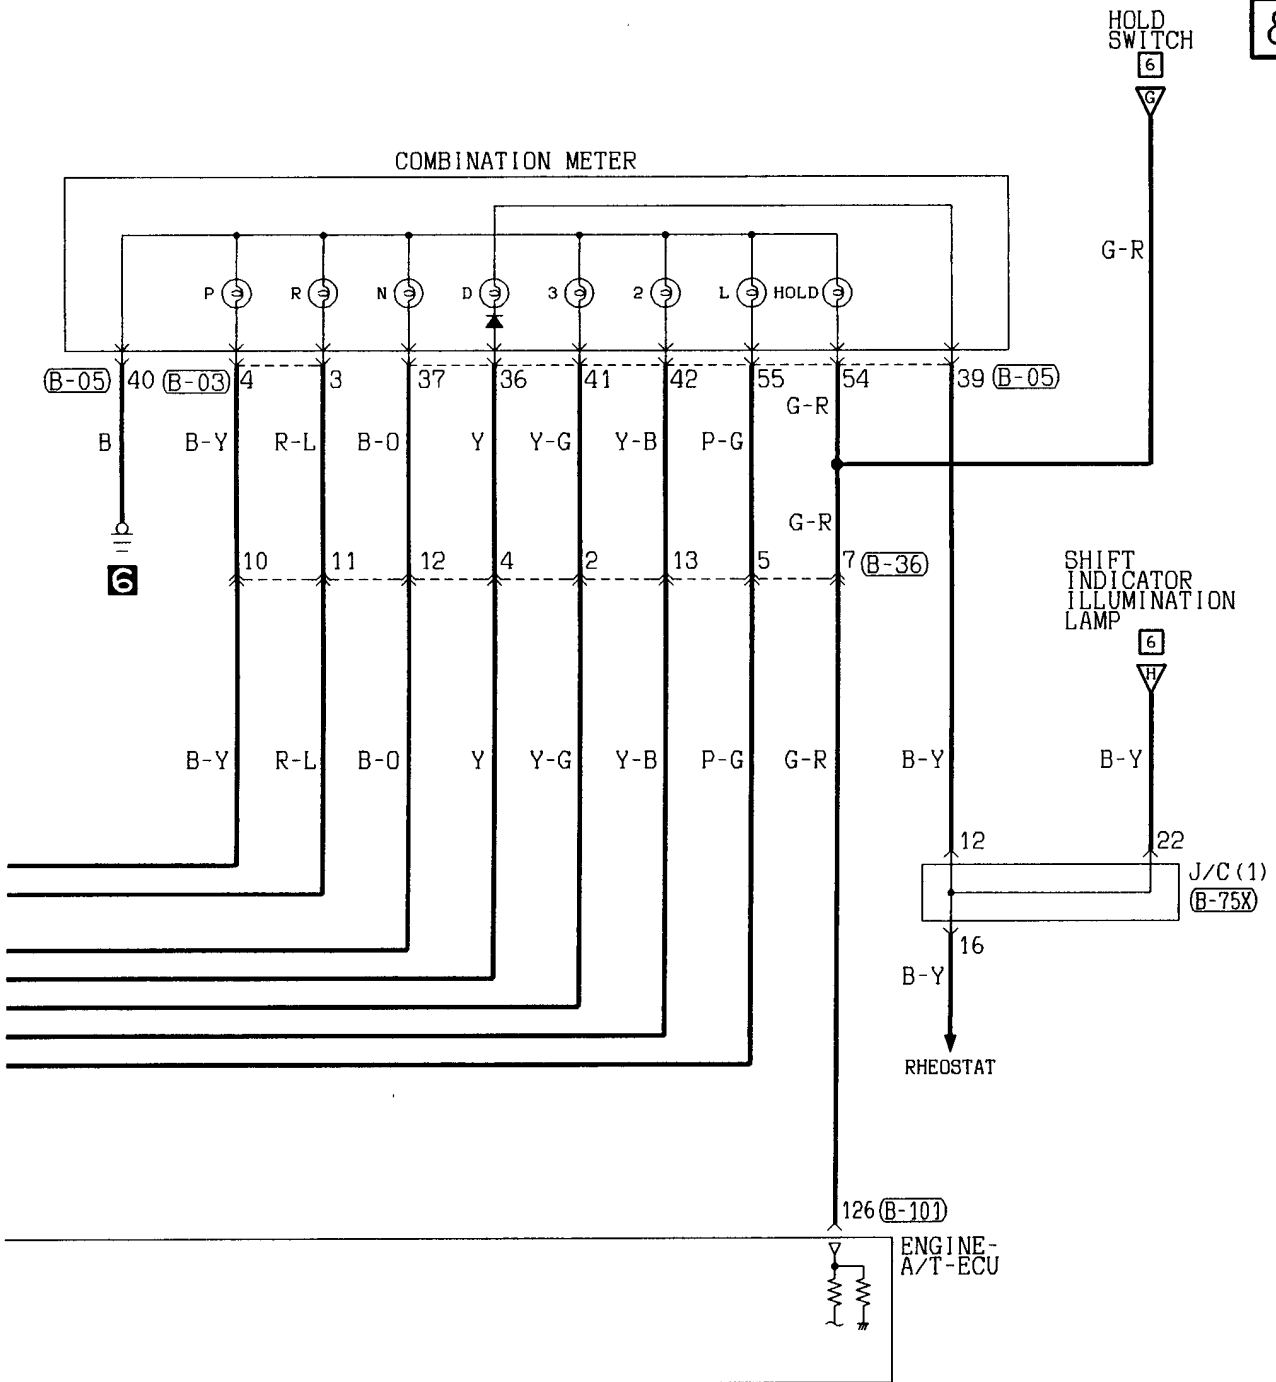 HOLD
SWITCH
6
G
COMBINATION METER
G-R
P R N D 3 2 L HOLD
(B-05) 40 (B-03) 4 3 37 36 41 42 55 54 39 (B-05)
G-R
B B-Y R-L B-O Y Y-G Y-B P-G
G-R
10 11 12 4 2 13 5 7 (B-36)
6
SHIFT
INDICATOR
ILLUMINATION
LAMP
6
H
B-Y R-L B-O Y Y-G Y-B P-G G-R B-Y B-Y
12 22
J/C(1)
(B-75X)
16
B-Y
RHEOSTAT
126 (B-101)
ENGINE-
A/T-ECU